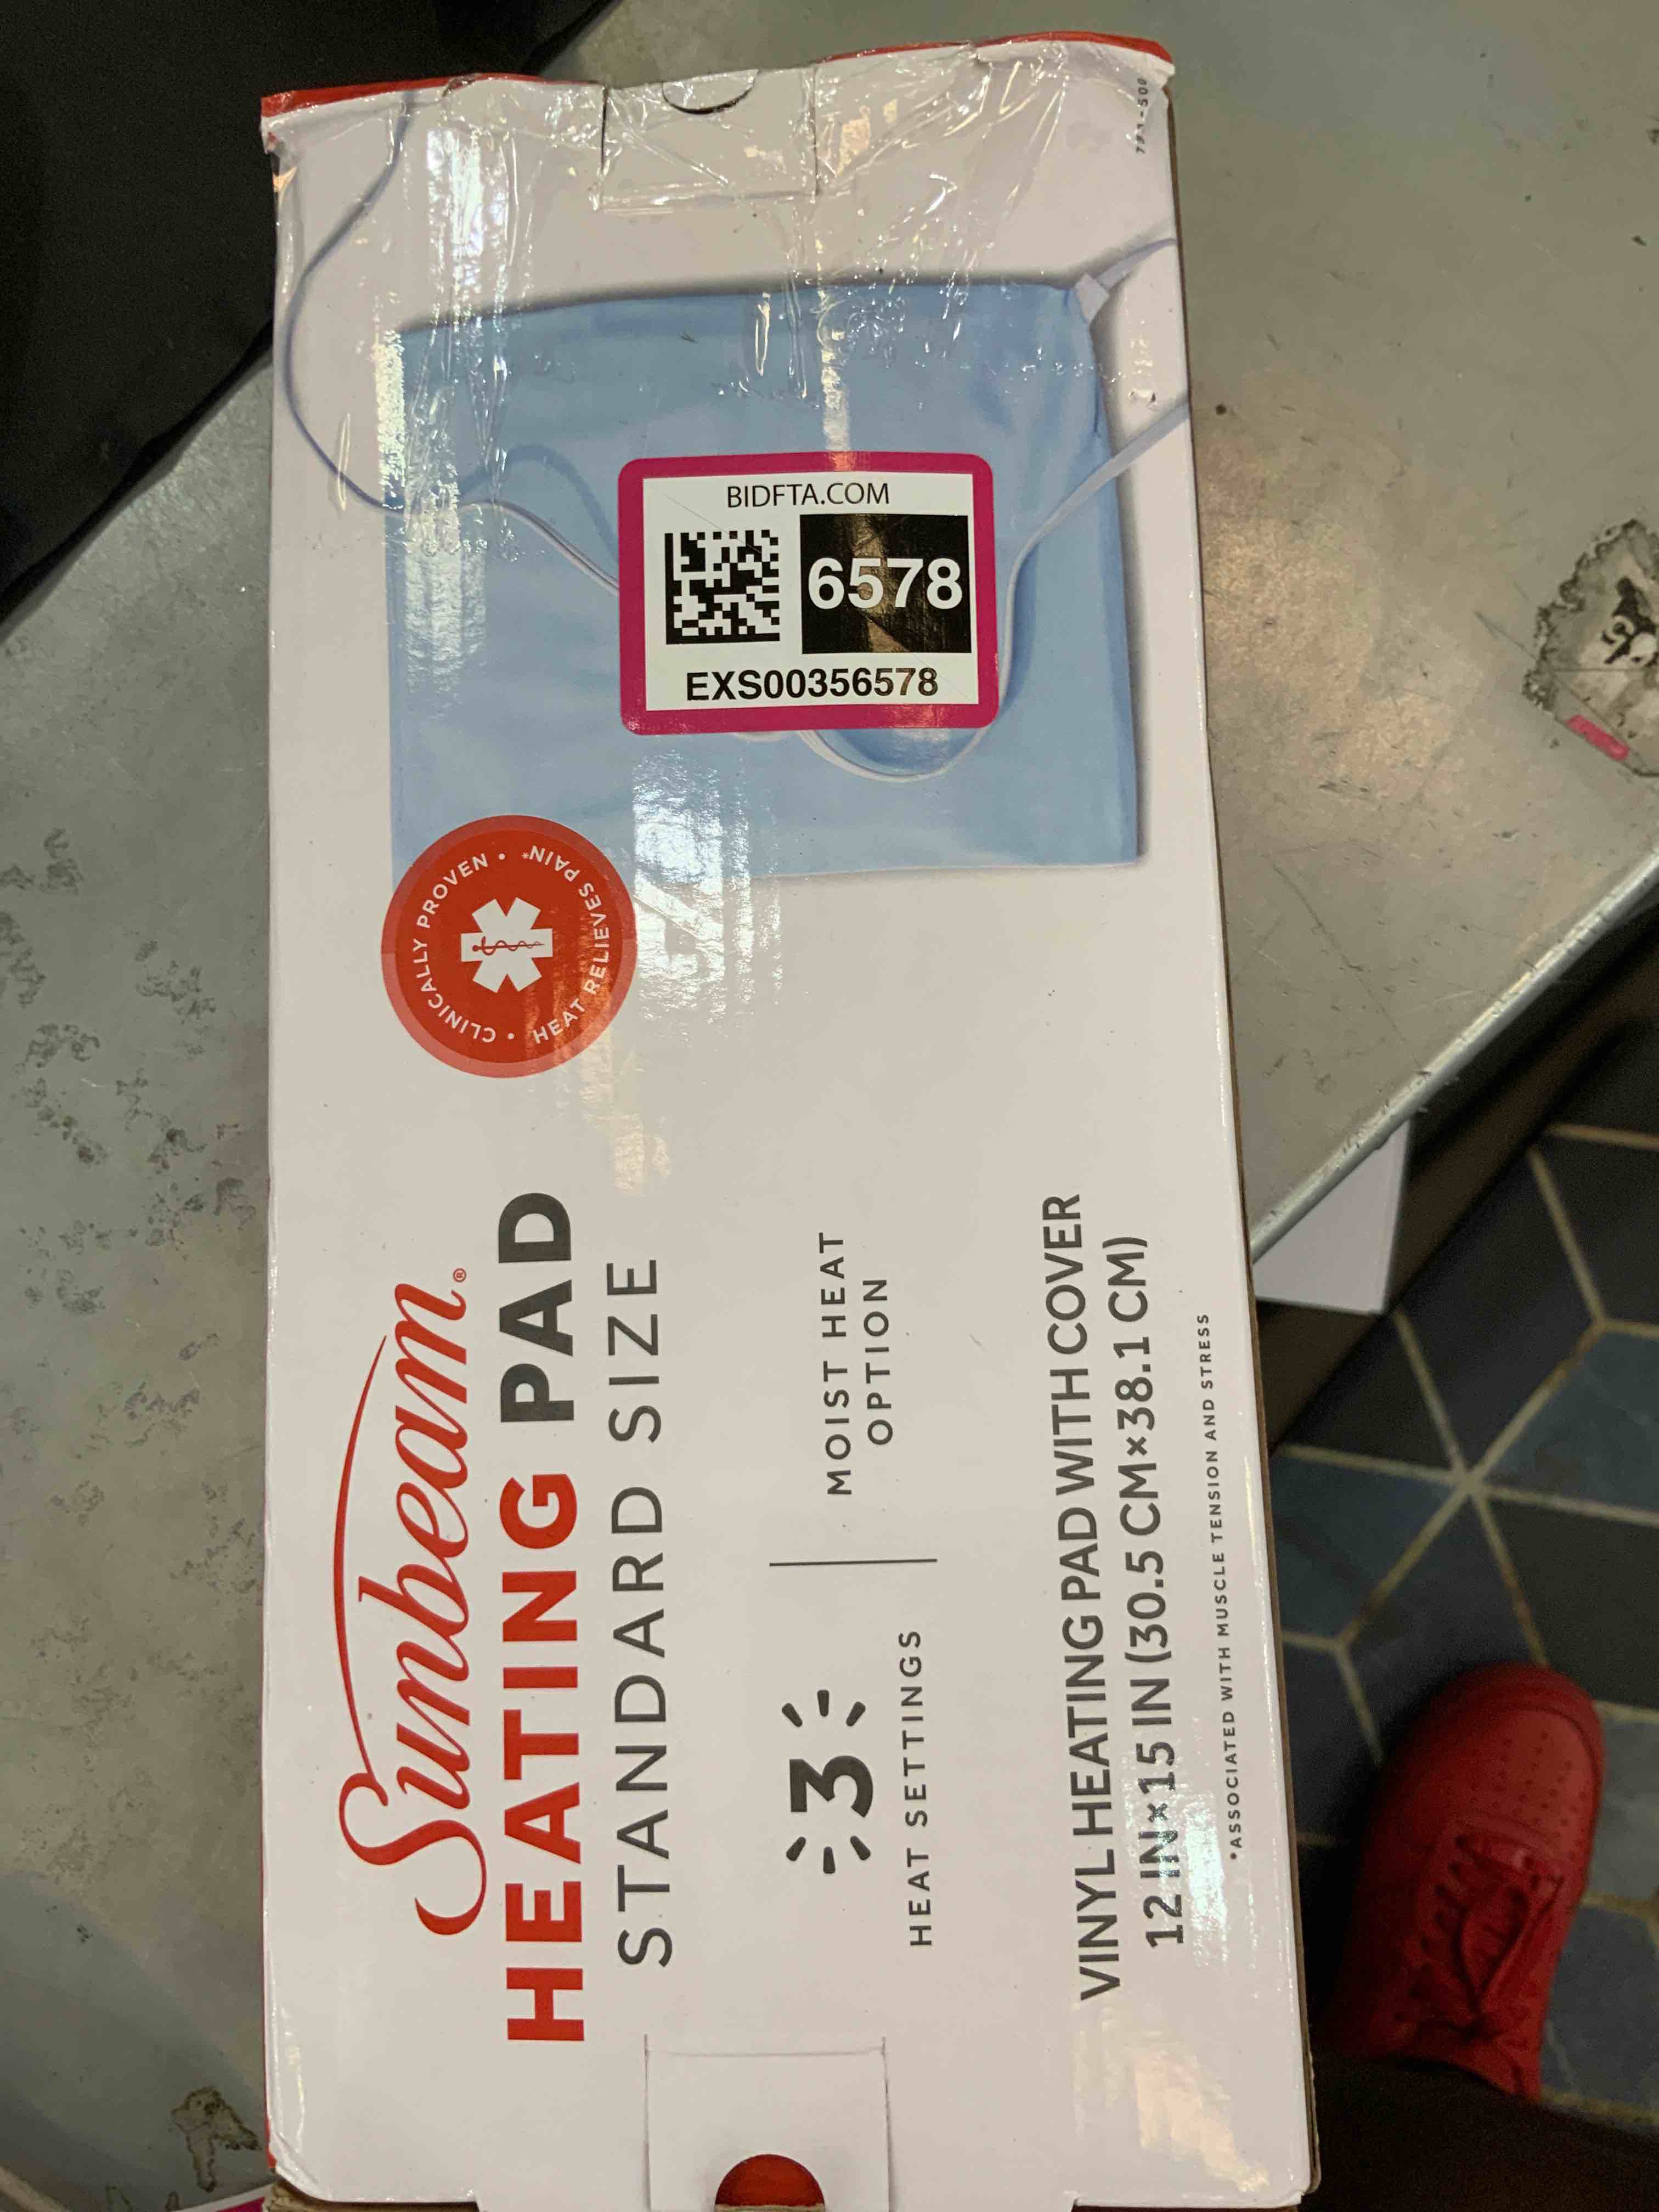 Sunbeam®
HEATING PAD
STANDARD SIZE
3
HEAT SETTINGS
MOIST HEAT
OPTION
VINYL HEATING PAD WITH COVER
12 IN×15 IN (30.5 CM×38.1 CM)
*ASSOCIATED WITH MUSCLE TENSION AND STRESS
CLINICALLY PROVEN •
HEAT RELIEVES PAIN* •
BIDFTA.COM
6578
EXS00356578